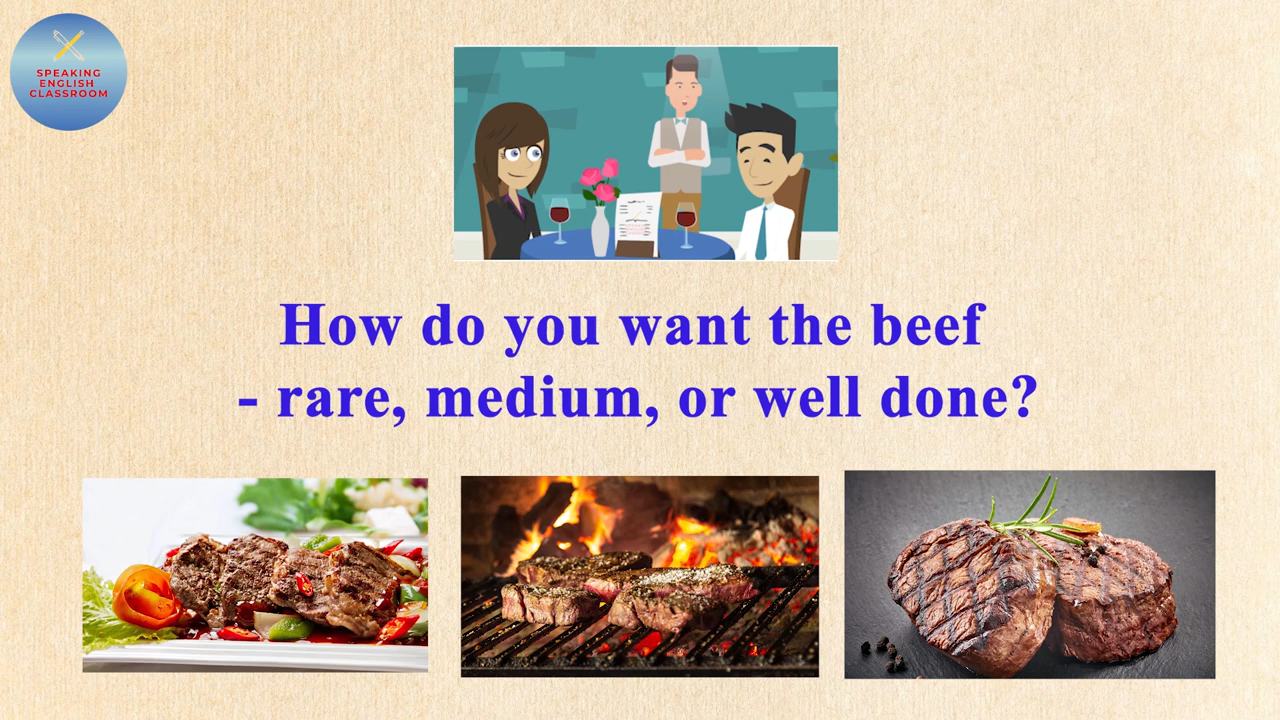 SPEAKING
ENGLISH
CLASSROOM
How do you want the beef
- rare, medium, or well done?